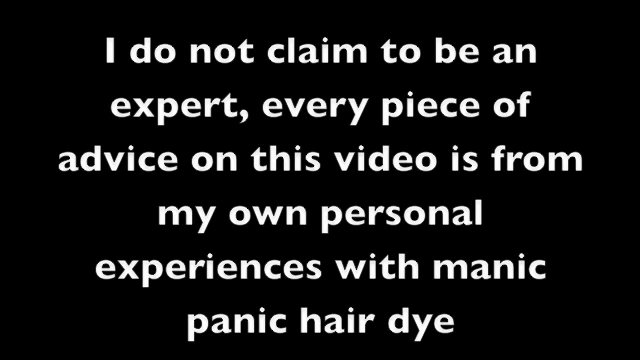 I do not claim to be an
expert, every piece of
advice on this video is from
my own personal
experiences with manic
panic hair dye